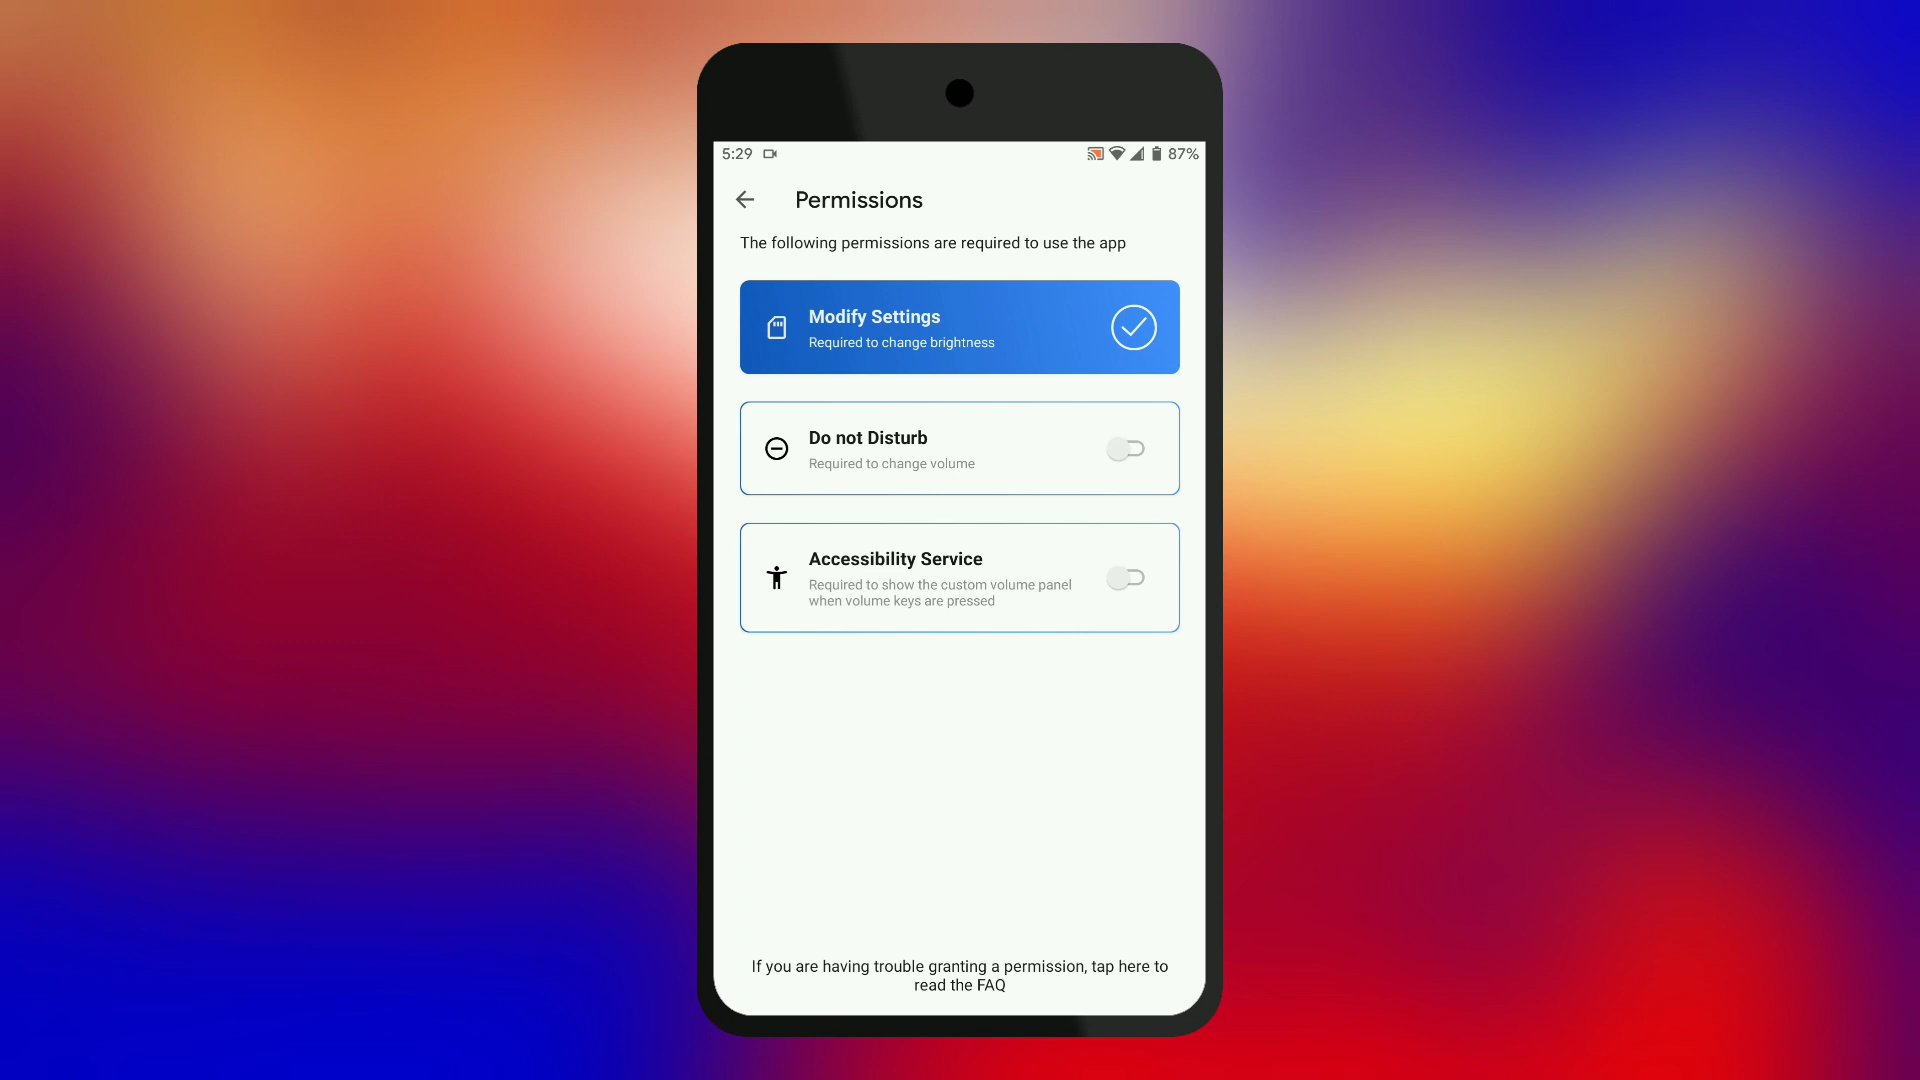 5:29
87%
Permissions
The following permissions are required to use the app
Modify Settings
Required to change brightness
Do not Disturb
Required to change volume
Accessibility Service
Required to show the custom volume panel
when volume keys are pressed
If you are having trouble granting a permission, tap here to
read the FAQ